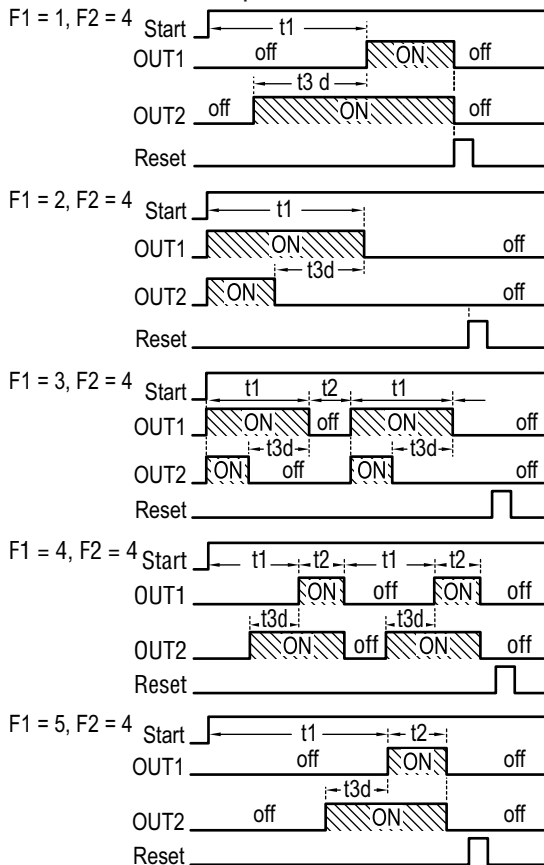 F1 = 1, F2 = 4
Start t1
OUT1 off ON off
t3 d
OUT2 off ON off
Reset
F1 = 2, F2 = 4
Start t1
OUT1 ON off
t3d
OUT2 ON off
Reset
F1 = 3, F2 = 4
Start
t1 t2 t1
OUT1 ON off ON off
t3d t3d
OUT2 ON off ON off
Reset
F1 = 4, F2 = 4
Start
t1 t2 t1 t2
OUT1 off ON off ON off
t3d t3d
OUT2 off ON off ON off
Reset
F1 = 5, F2 = 4
Start t1 t2
OUT1 off ON off
t3d
OUT2 off ON off
Reset